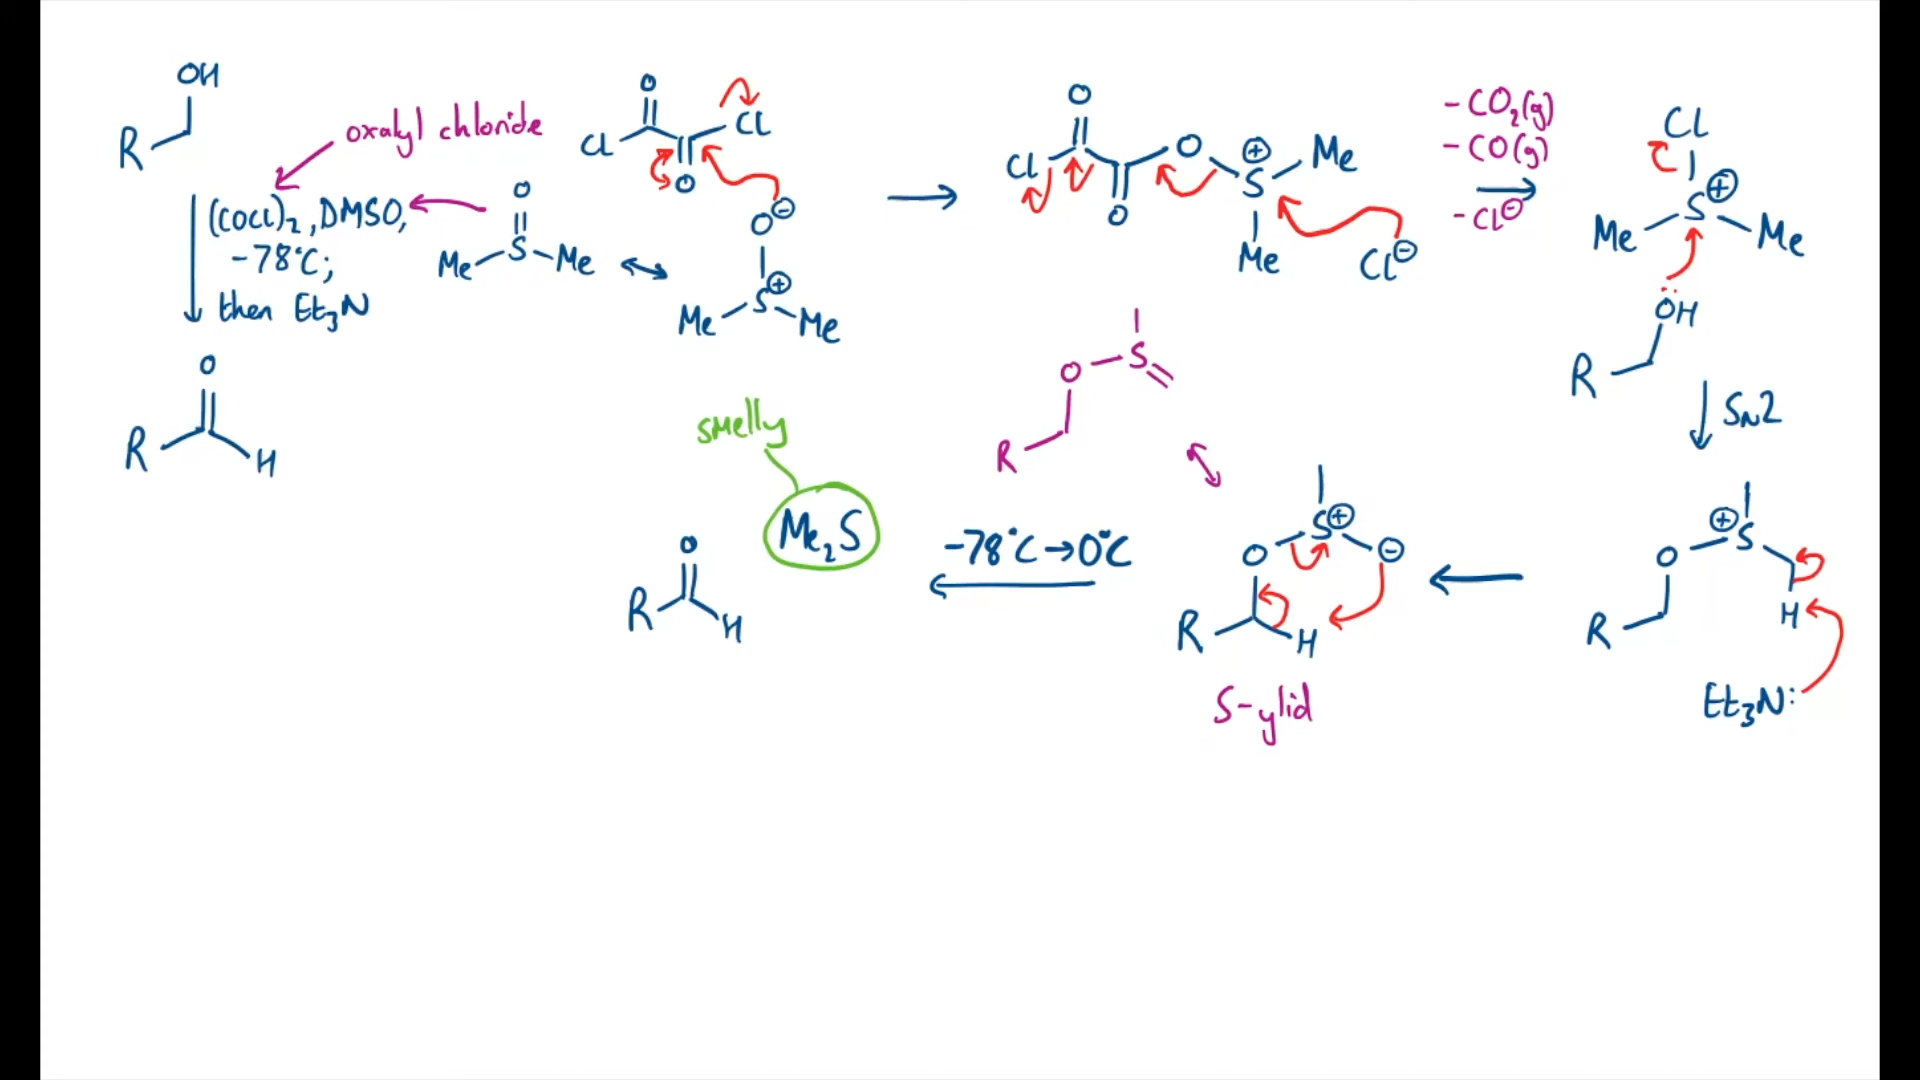 OH
R
oxalyl chloride
(COCl)₂, DMSO,
-78°C;
then Et₃N
O
R H
O
Me S Me
O
Cl Cl
O
O⊖
S⊕
Me Me
O
Cl O S⊕ Me
O Me
Cl⊖
-CO₂(g)
-CO(g)
-Cl⊖
Cl
S⊕
Me Me
ÖH
R
SN2
⊕S
O
H
R
Et₃N:
S⊕
O ⊖
R H
S-ylid
S
O
R
-78°C→0°C
smelly
Me₂S
O
R H